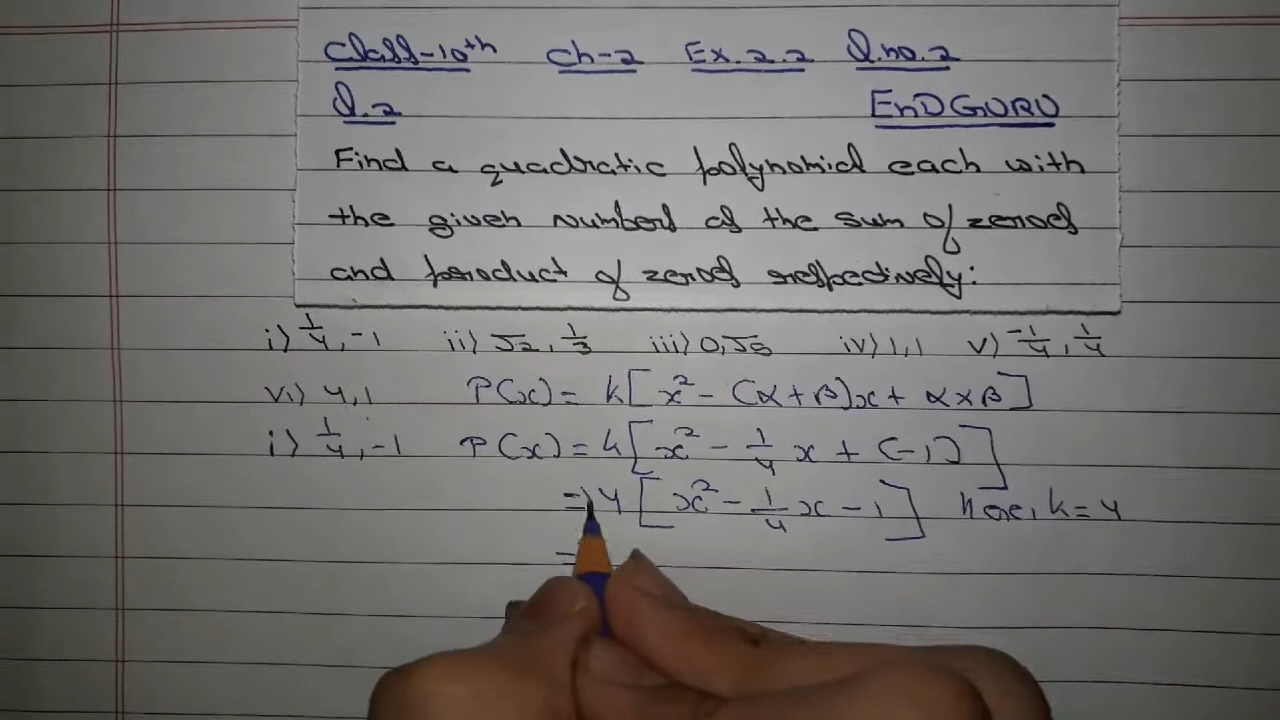 Class-10th Ch-2 Ex.2.2 Q.no.2
Q.2 EnDGURU
Find a quadratic polynomial each with
the given numbers as the sum of zeroes
and product of zeroes respectively:
i) 1/4, -1 ii) √2, 1/3 iii) 0, √5 iv) 1, 1 v) -1/4, 1/4
vi) 4, 1 P(x) = k[x² - (α + β)x + α × β]
i) 1/4, -1 P(x) = k[x² - 1/4 x + (-1)]
=) 4[x² - 1/4 x - 1] here, k = 4
=